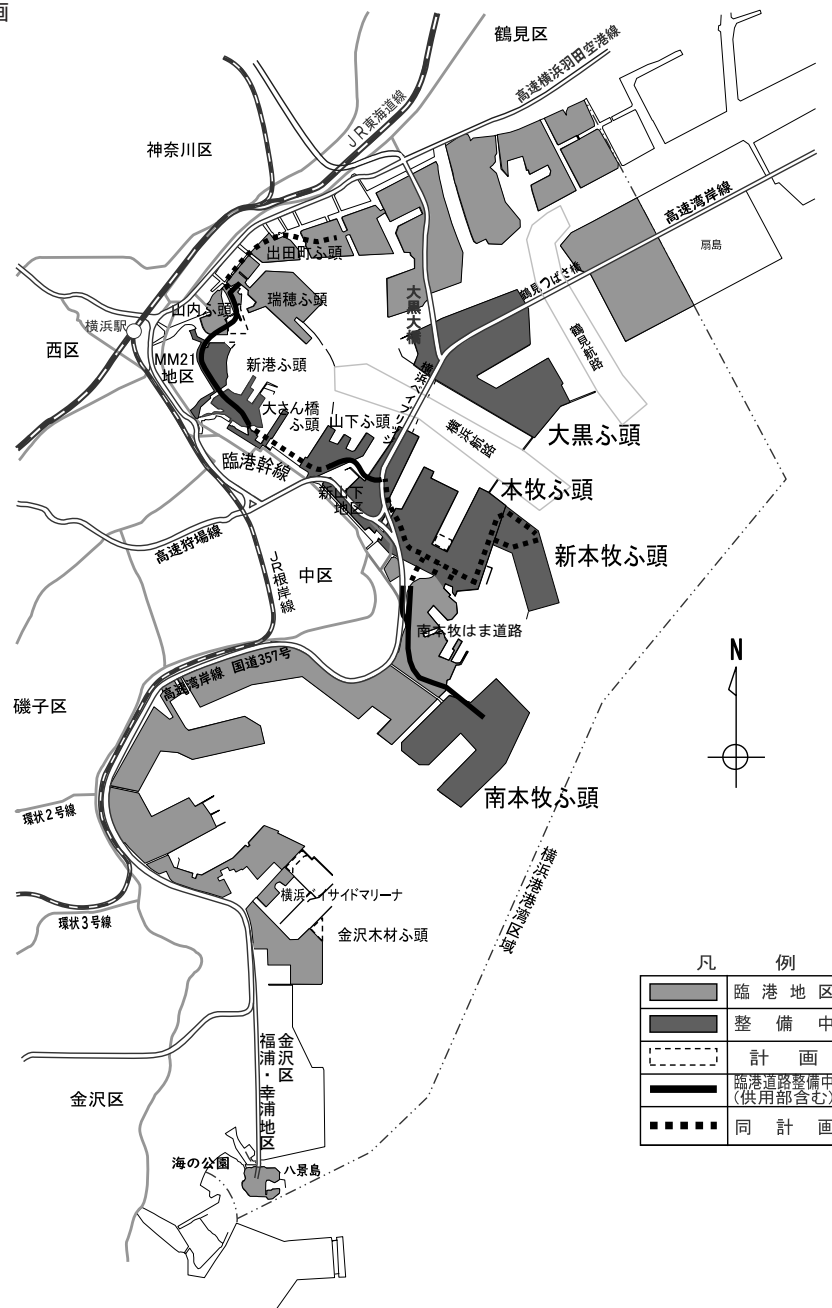 画
鶴見区
高速横浜羽田空港線
JR東海道線
神奈川区
高速湾岸線
扇島
出田町ふ頭
鶴見つばさ橋
瑞穂ふ頭
大黒大橋
山内ふ頭
横浜駅
鶴見航路
西区
MM21
地区
新港ふ頭
横浜ベイブリッジ
大さん橋
ふ頭
山下ふ頭
横浜航路
大黒ふ頭
臨港幹線
新山下
地区
本牧ふ頭
高速狩場線
JR根岸線
中区
新本牧ふ頭
南本牧はま道路
高速湾岸線 国道357号
N
磯子区
南本牧ふ頭
環状2号線
横浜港港湾区域
横浜ベイサイドマリーナ
環状3号線
金沢木材ふ頭
凡 例
臨港地区
整備中
計画
臨港道路整備中
(供用部含む)
同計画
金沢区
福浦・幸浦地区
金沢区
海の公園
八景島